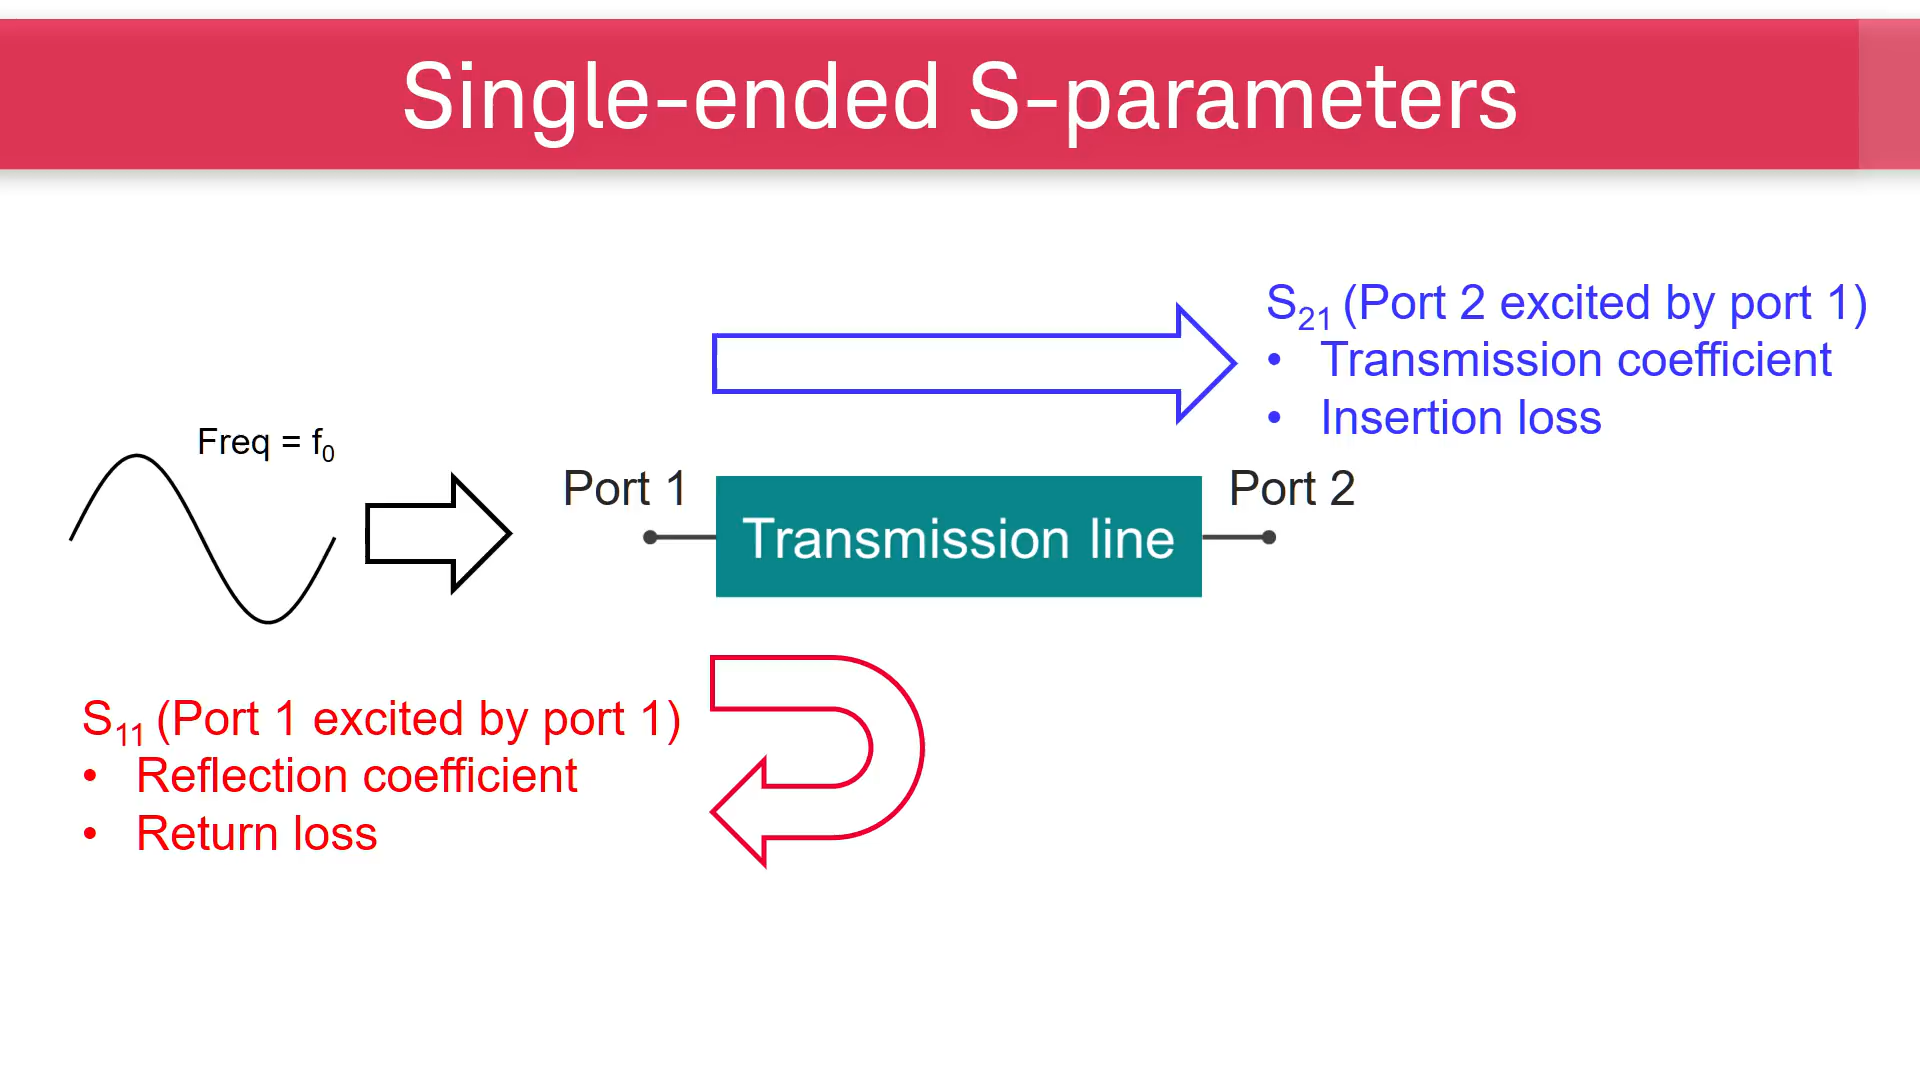 Single-ended S-parameters
S21 (Port 2 excited by port 1)
• Transmission coefficient
• Insertion loss
Freq = f0
Port 1
Transmission line
Port 2
S11 (Port 1 excited by port 1)
• Reflection coefficient
• Return loss